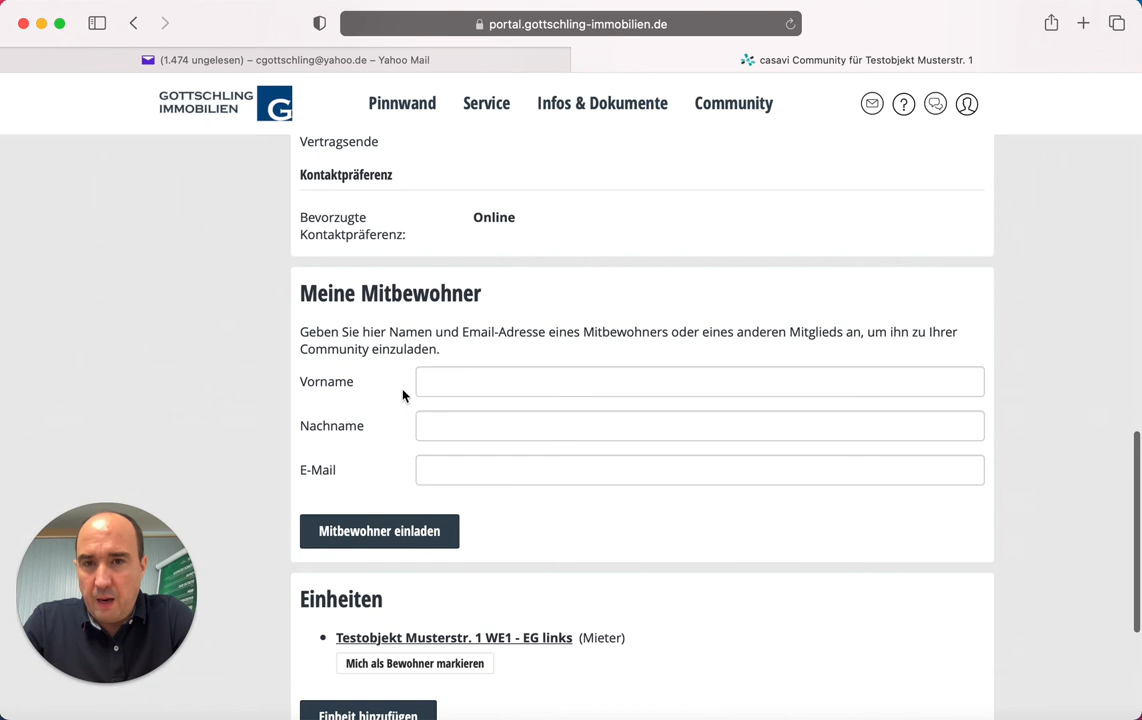 portal.gottschling-immobilien.de
(1.474 ungelesen) – cgottschling@yahoo.de – Yahoo Mail
casavi Community für Testobjekt Musterstr. 1
GOTTSCHLING
IMMOBILIEN
G
Pinnwand
Service
Infos & Dokumente
Community
?
Vertragsende
Kontaktpräferenz
Bevorzugte
Kontaktpräferenz:
Online
Meine Mitbewohner
Geben Sie hier Namen und Email-Adresse eines Mitbewohners oder eines anderen Mitglieds an, um ihn zu Ihrer
Community einzuladen.
Vorname
Nachname
E-Mail
Mitbewohner einladen
Einheiten
Testobjekt Musterstr. 1 WE1 - EG links (Mieter)
Mich als Bewohner markieren
Einheit hinzufügen